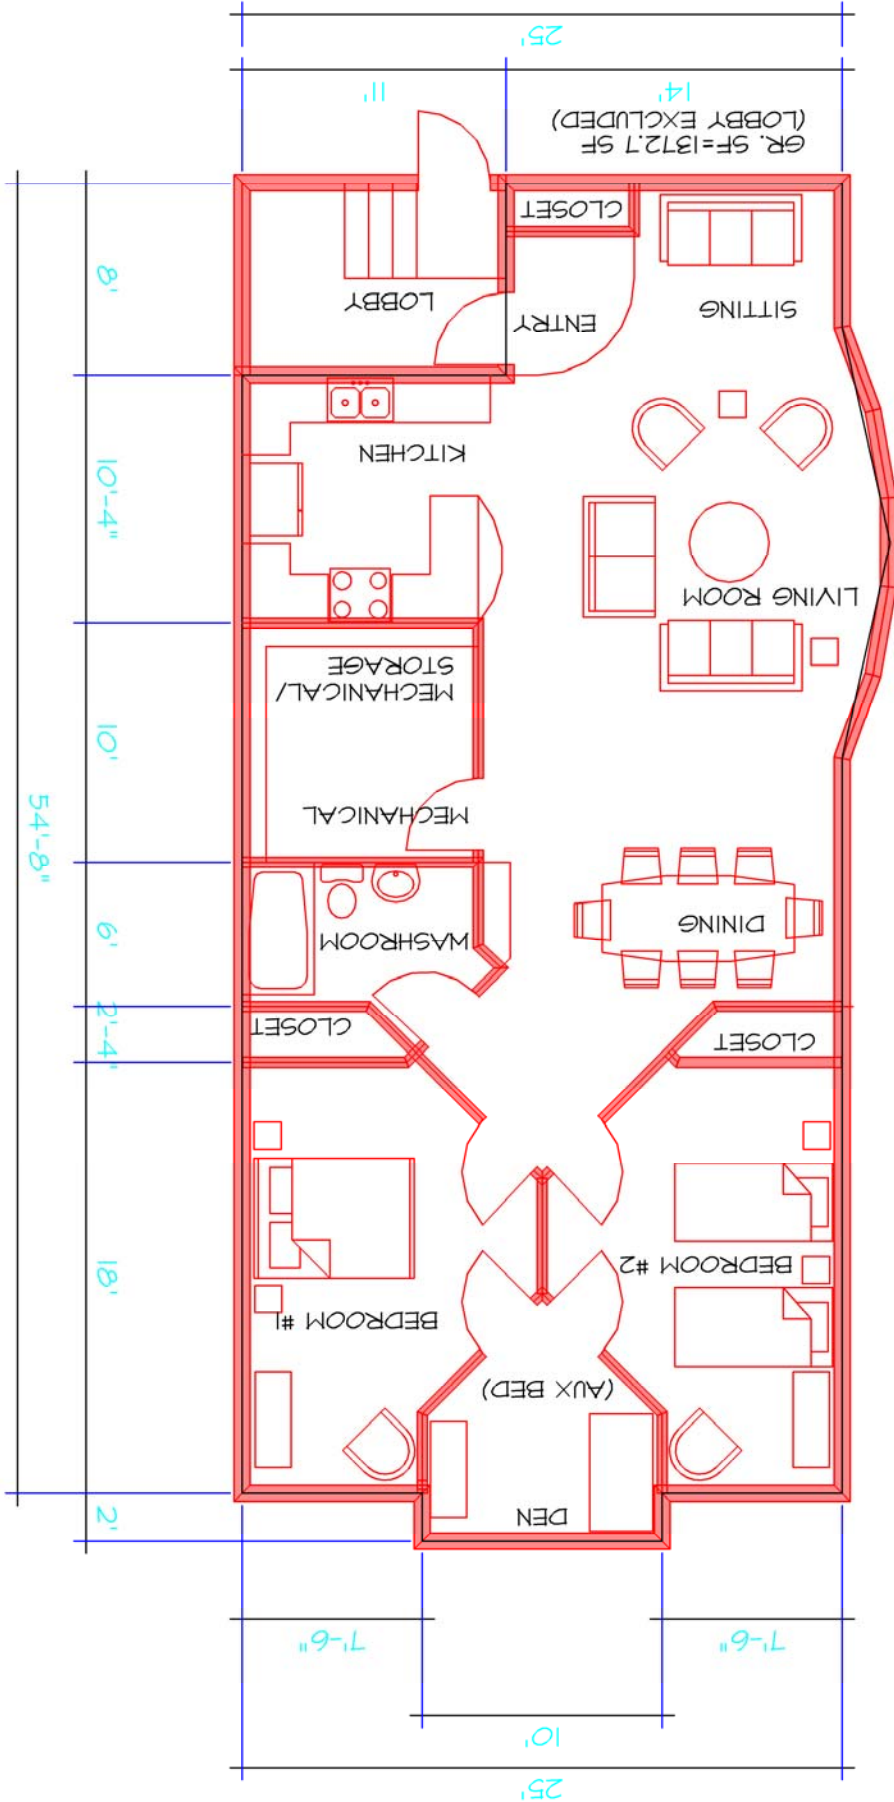 25'
10'
7'-6"
7'-6"
2'
DEN
(AUX BED)
BEDROOM #1
BEDROOM #2
18'
CLOSET
CLOSET
2'-4"
DINING
WASHROOM
6'
54'-8"
MECHANICAL
10'
MECHANICAL/
STORAGE
LIVING ROOM
KITCHEN
10'-4"
SITTING
ENTRY
LOBBY
8'
CLOSET
GR. SF=1372.7 SF
(LOBBY EXCLUDED)
14'
11'
25'